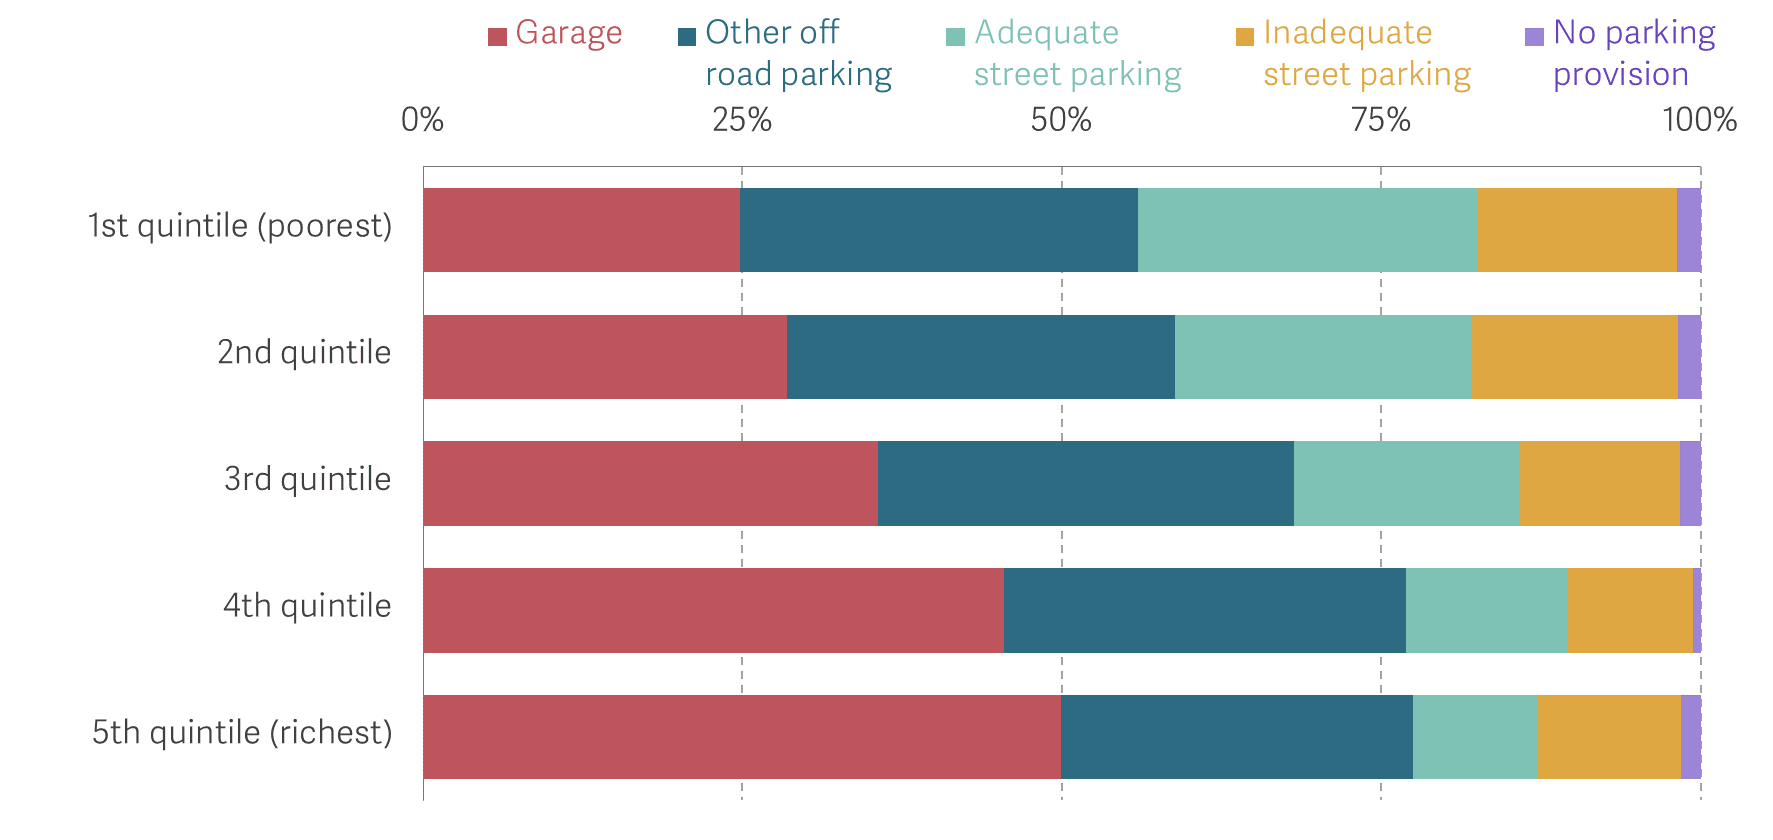 Garage
Other off
road parking
Adequate
street parking
Inadequate
street parking
No parking
provision
0% 25% 50% 75% 100%
1st quintile (poorest)
2nd quintile
3rd quintile
4th quintile
5th quintile (richest)